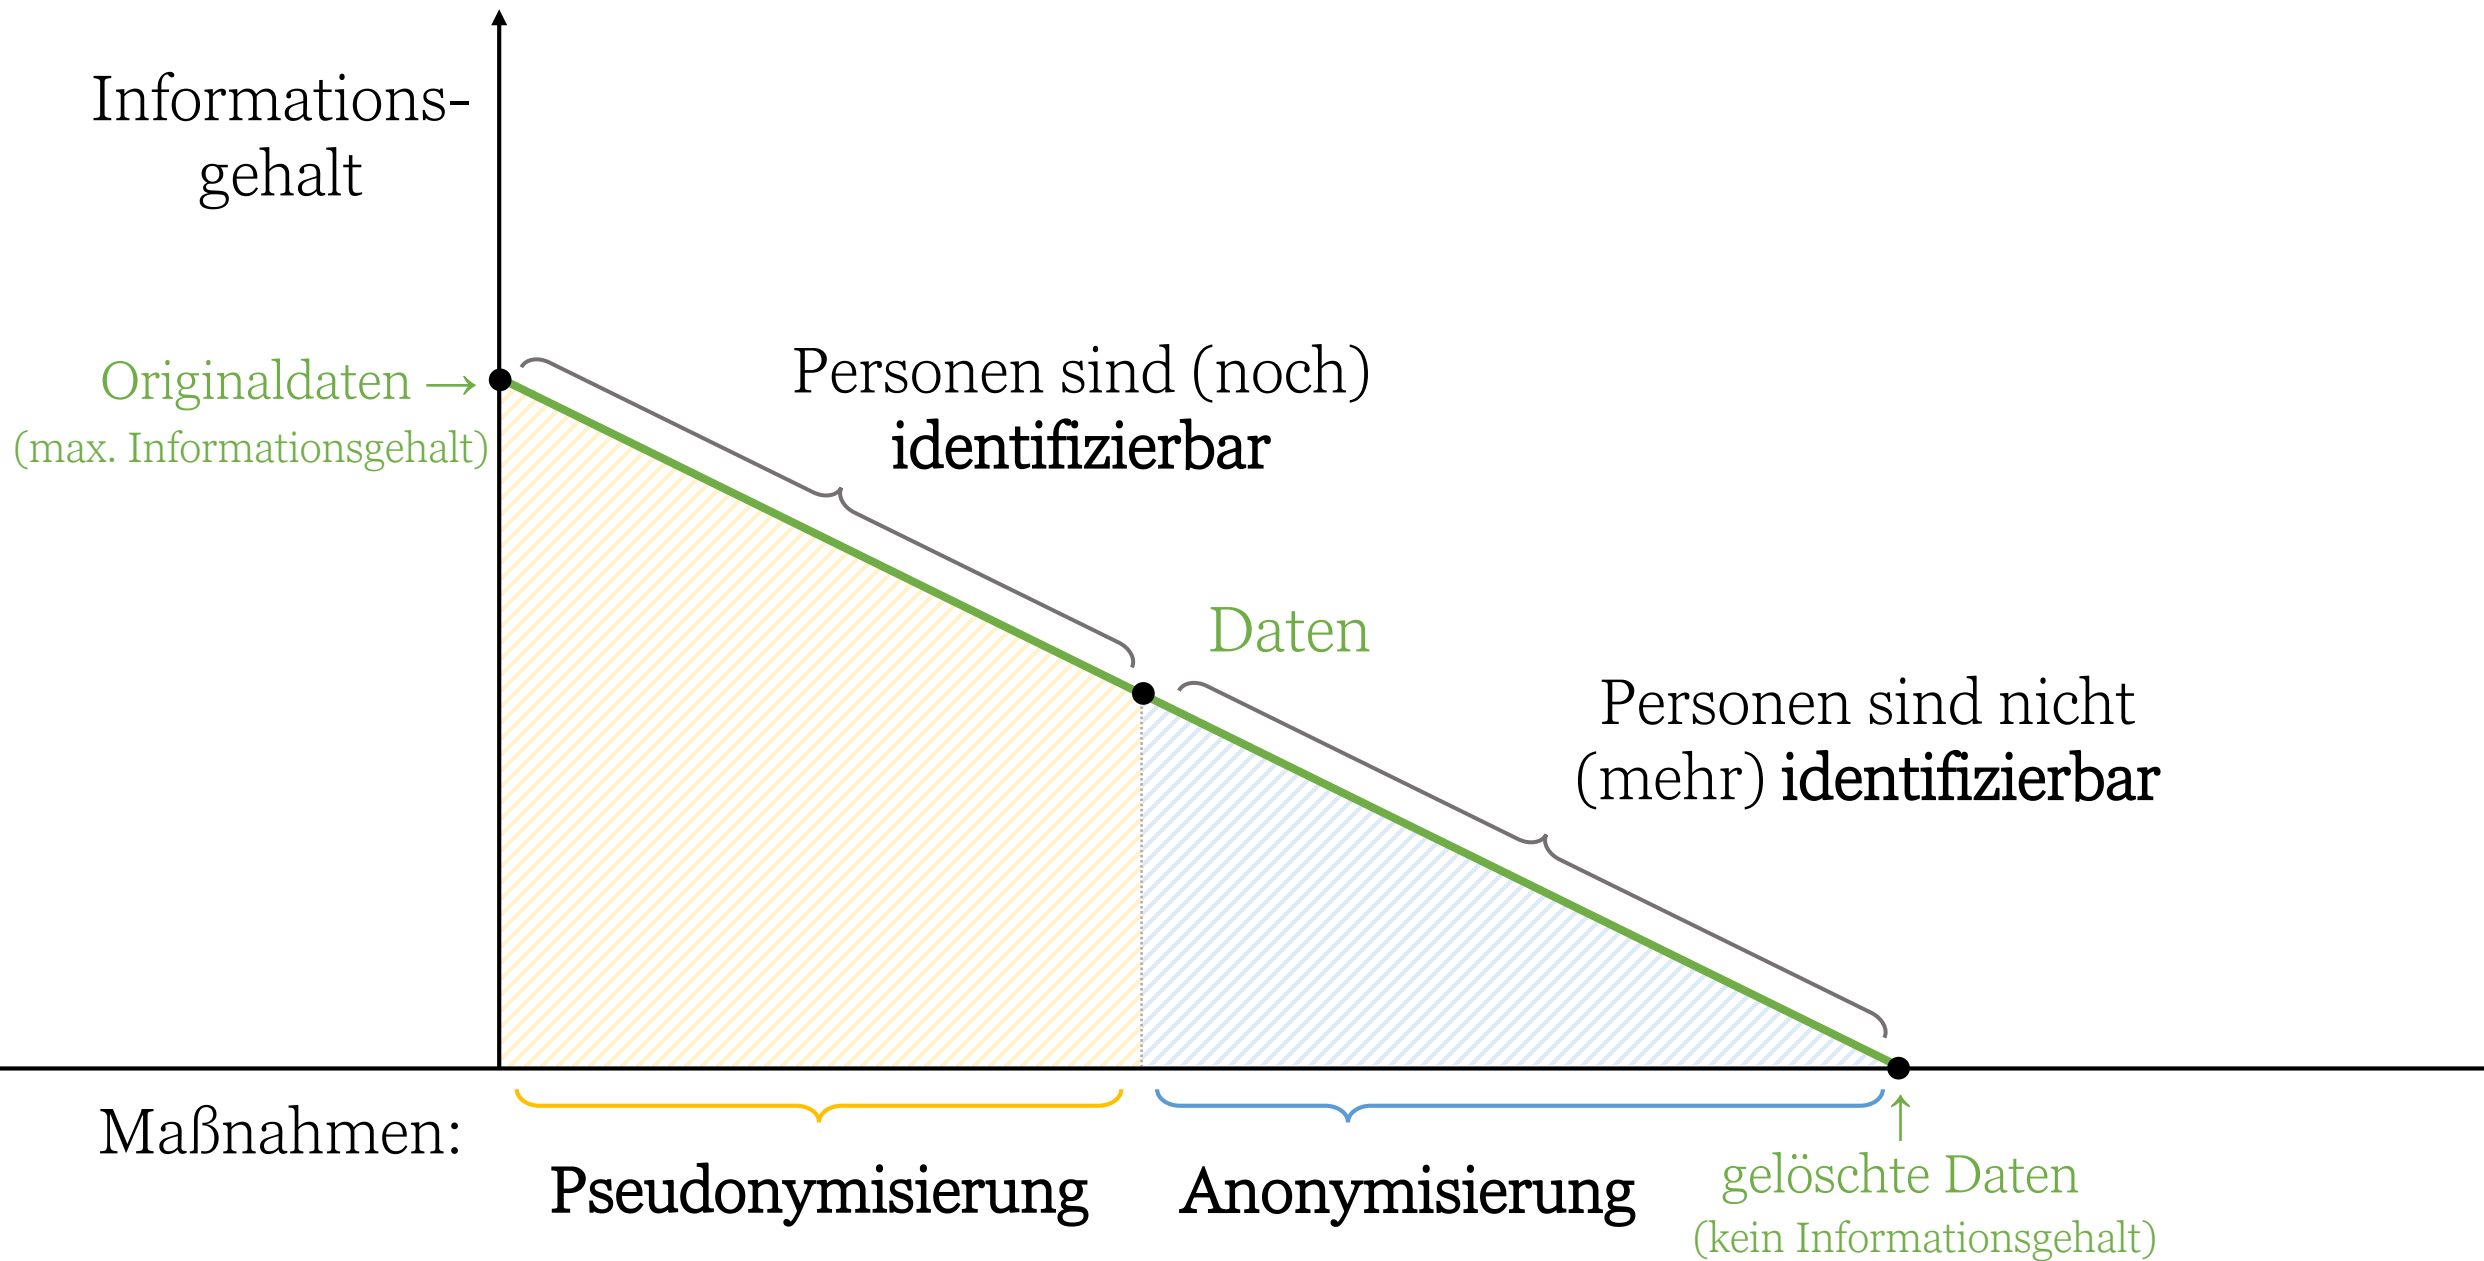 Informations-
gehalt
Originaldaten →
(max. Informationsgehalt)
Personen sind (noch)
identifizierbar
Daten
Personen sind nicht
(mehr) identifizierbar
Maßnahmen:
Pseudonymisierung
Anonymisierung
↑
gelöschte Daten
(kein Informationsgehalt)